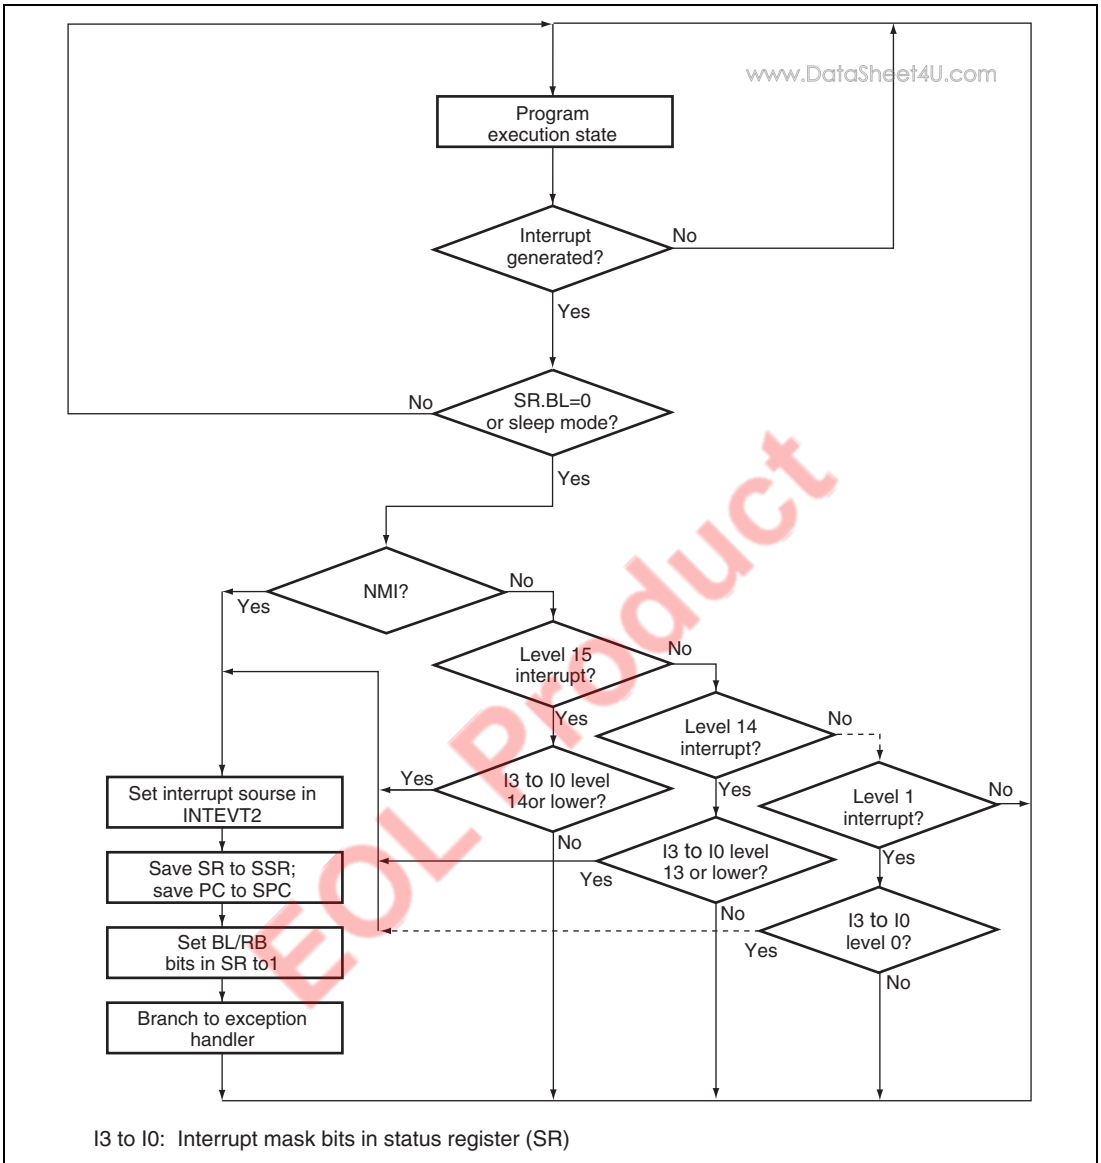 www.DataSheet4U.com
Program
execution state
Interrupt
generated?
No
Yes
SR.BL=0
or sleep mode?
No
Yes
NMI?
Yes
No
Level 15
interrupt?
No
Yes
Level 14
interrupt?
No
Yes
I3 to I0 level
14or lower?
Yes
No
Level 1
interrupt?
No
Yes
I3 to I0 level
13 or lower?
Yes
No
I3 to I0
level 0?
Yes
No
Set interrupt sourse in
INTEVT2
Save SR to SSR;
save PC to SPC
Set BL/RB
bits in SR to1
Branch to exception
handler
EOL Product
I3 to I0: Interrupt mask bits in status register (SR)